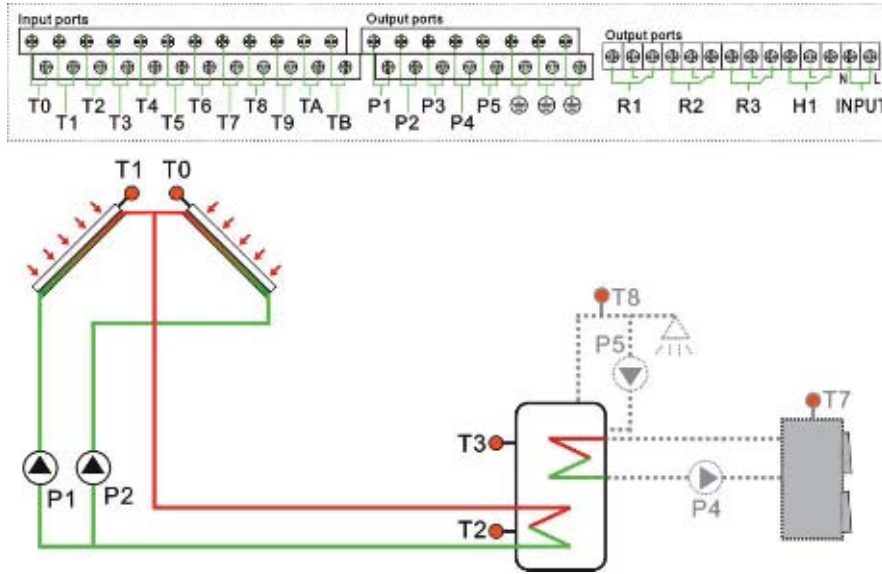 Input ports
Output ports
Output ports
T0 T2 T4 T6 T8 TA P1 P3 P5
T1 T3 T5 T7 T9 TB P2 P4
R1 R2 R3 H1 INPUT
N L
T1 T0
T8
P5
T7
T3
P1 P2
P4
T2